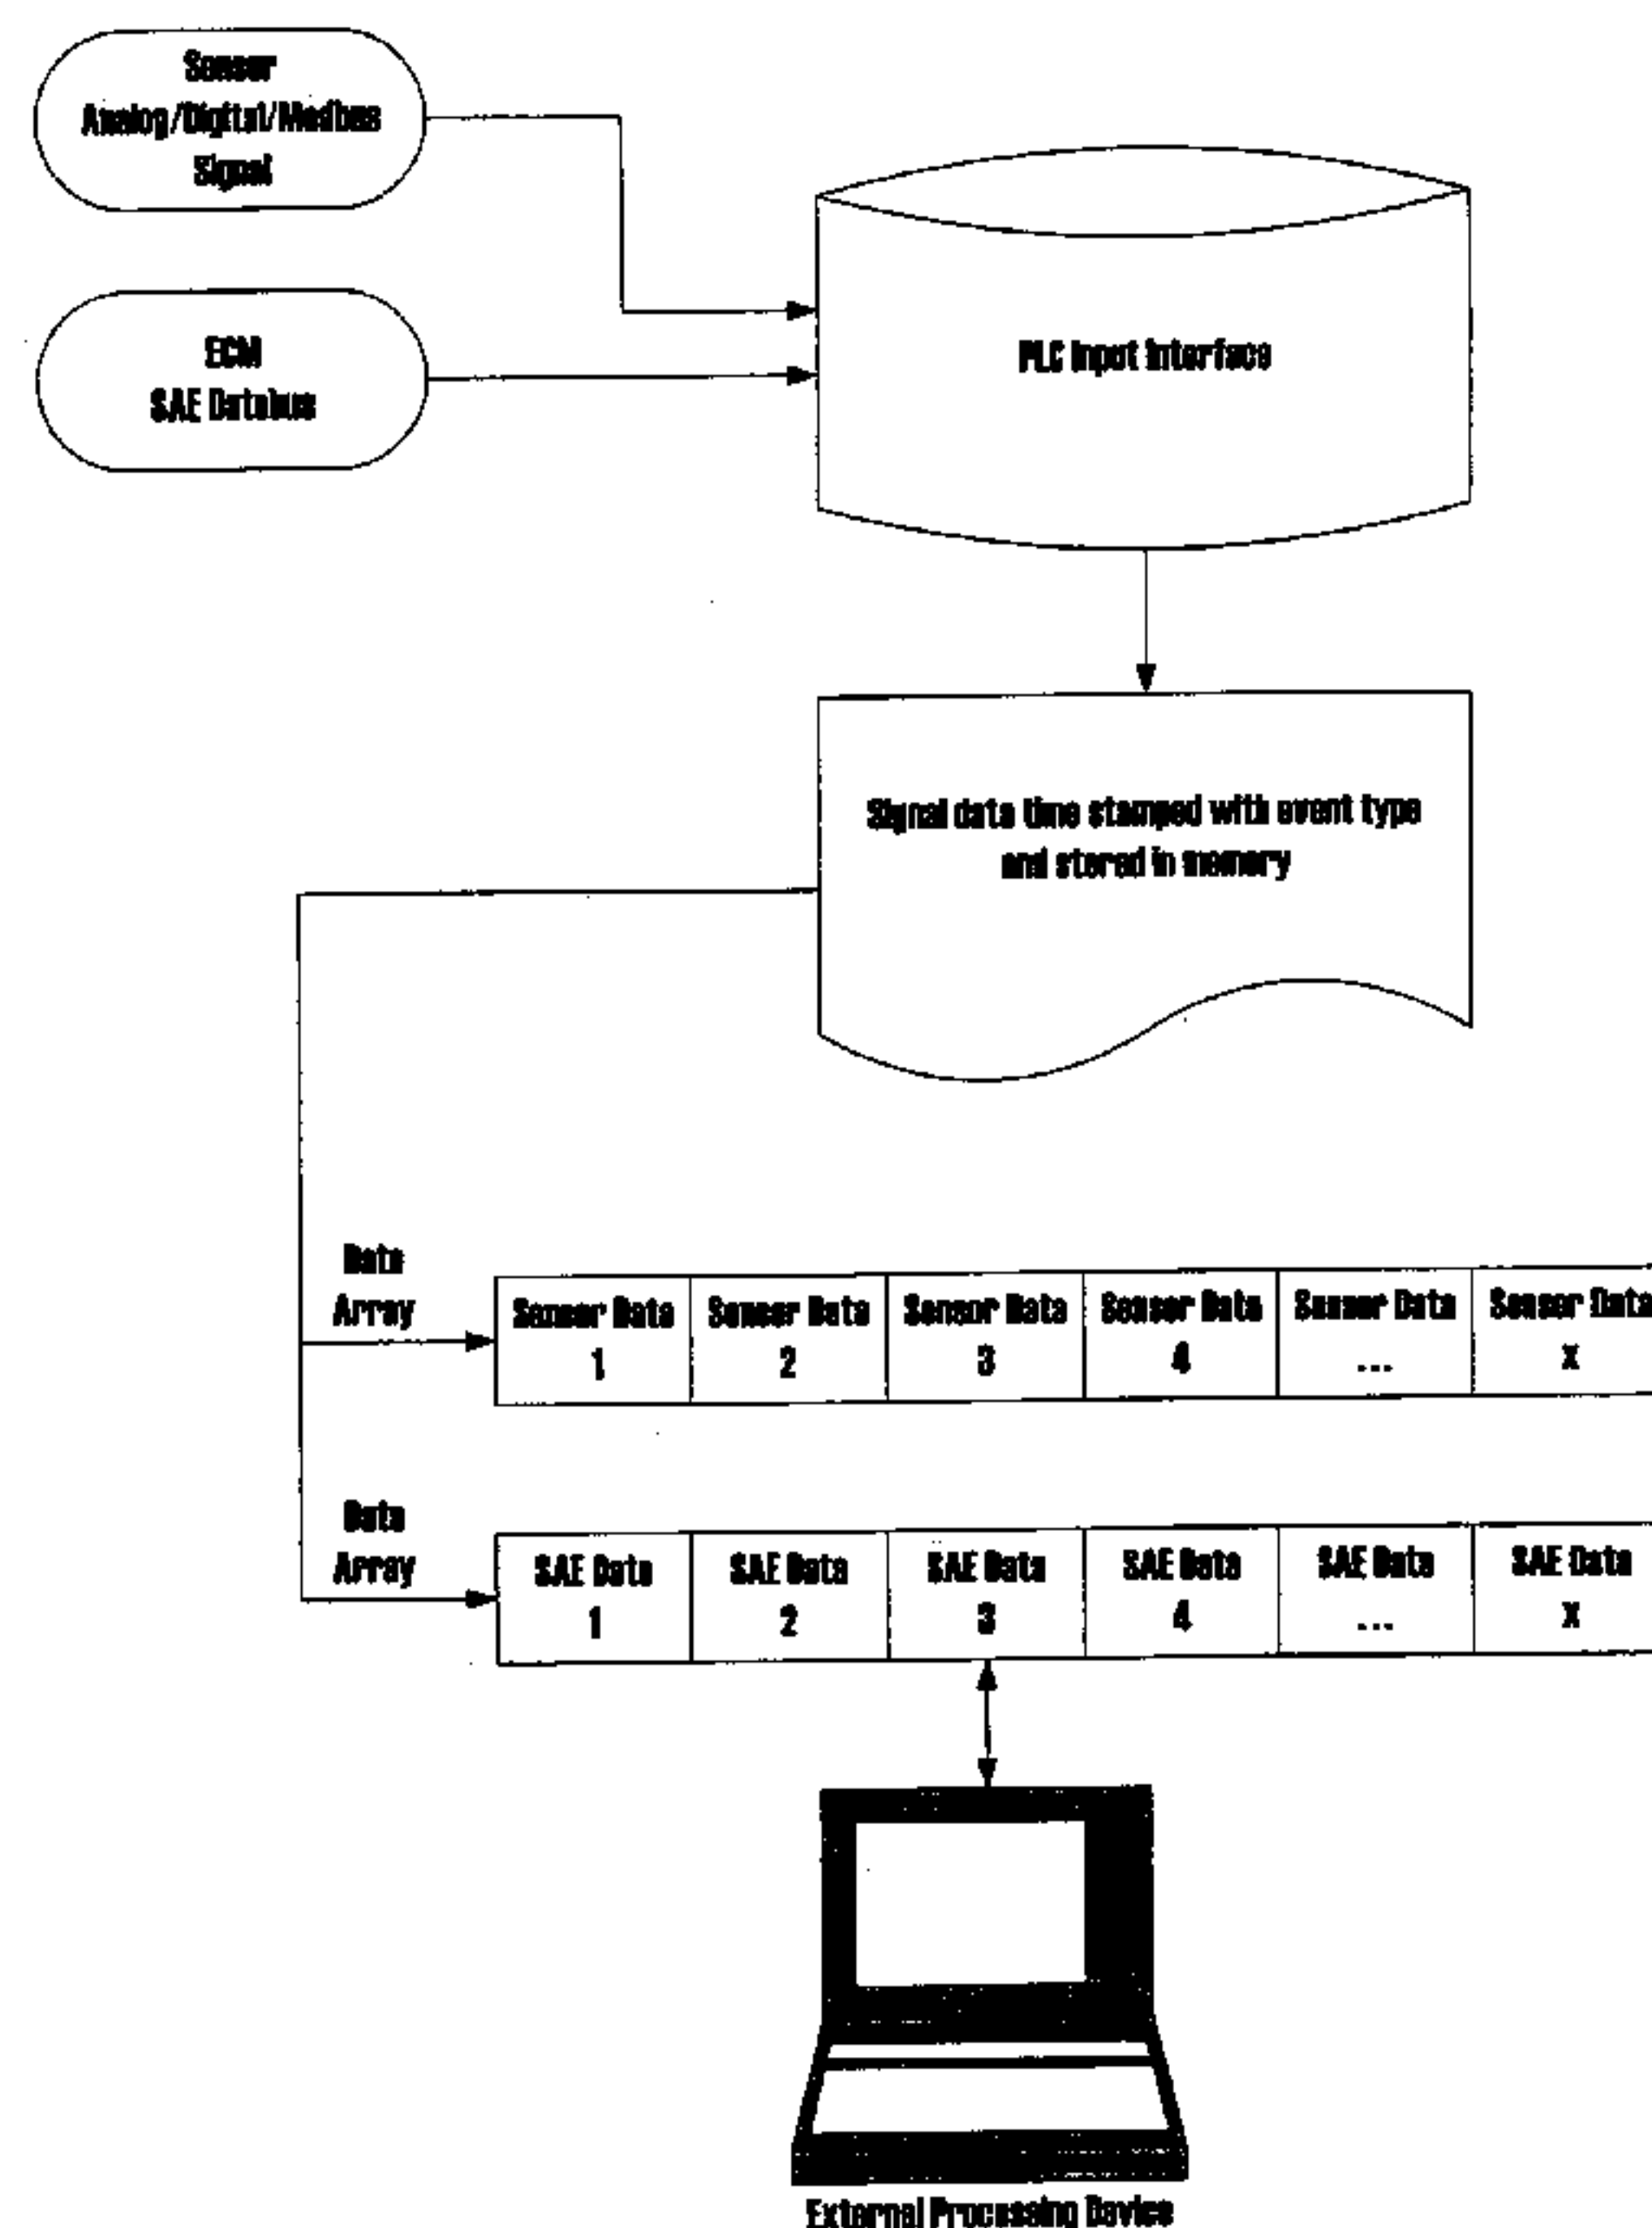 Sensor
Analog/Digital/Modbus
Signal
ECM
SAE Databus
PLC Input Interface
Signal data time stamped with event type
and stored in memory
Data
Array
Sensor Data
1
Sensor Data
2
Sensor Data
3
Sensor Data
4
Sensor Data
...
Sensor Data
x
Data
Array
SAE Data
1
SAE Data
2
SAE Data
3
SAE Data
4
SAE Data
...
SAE Data
x
External Processing Device